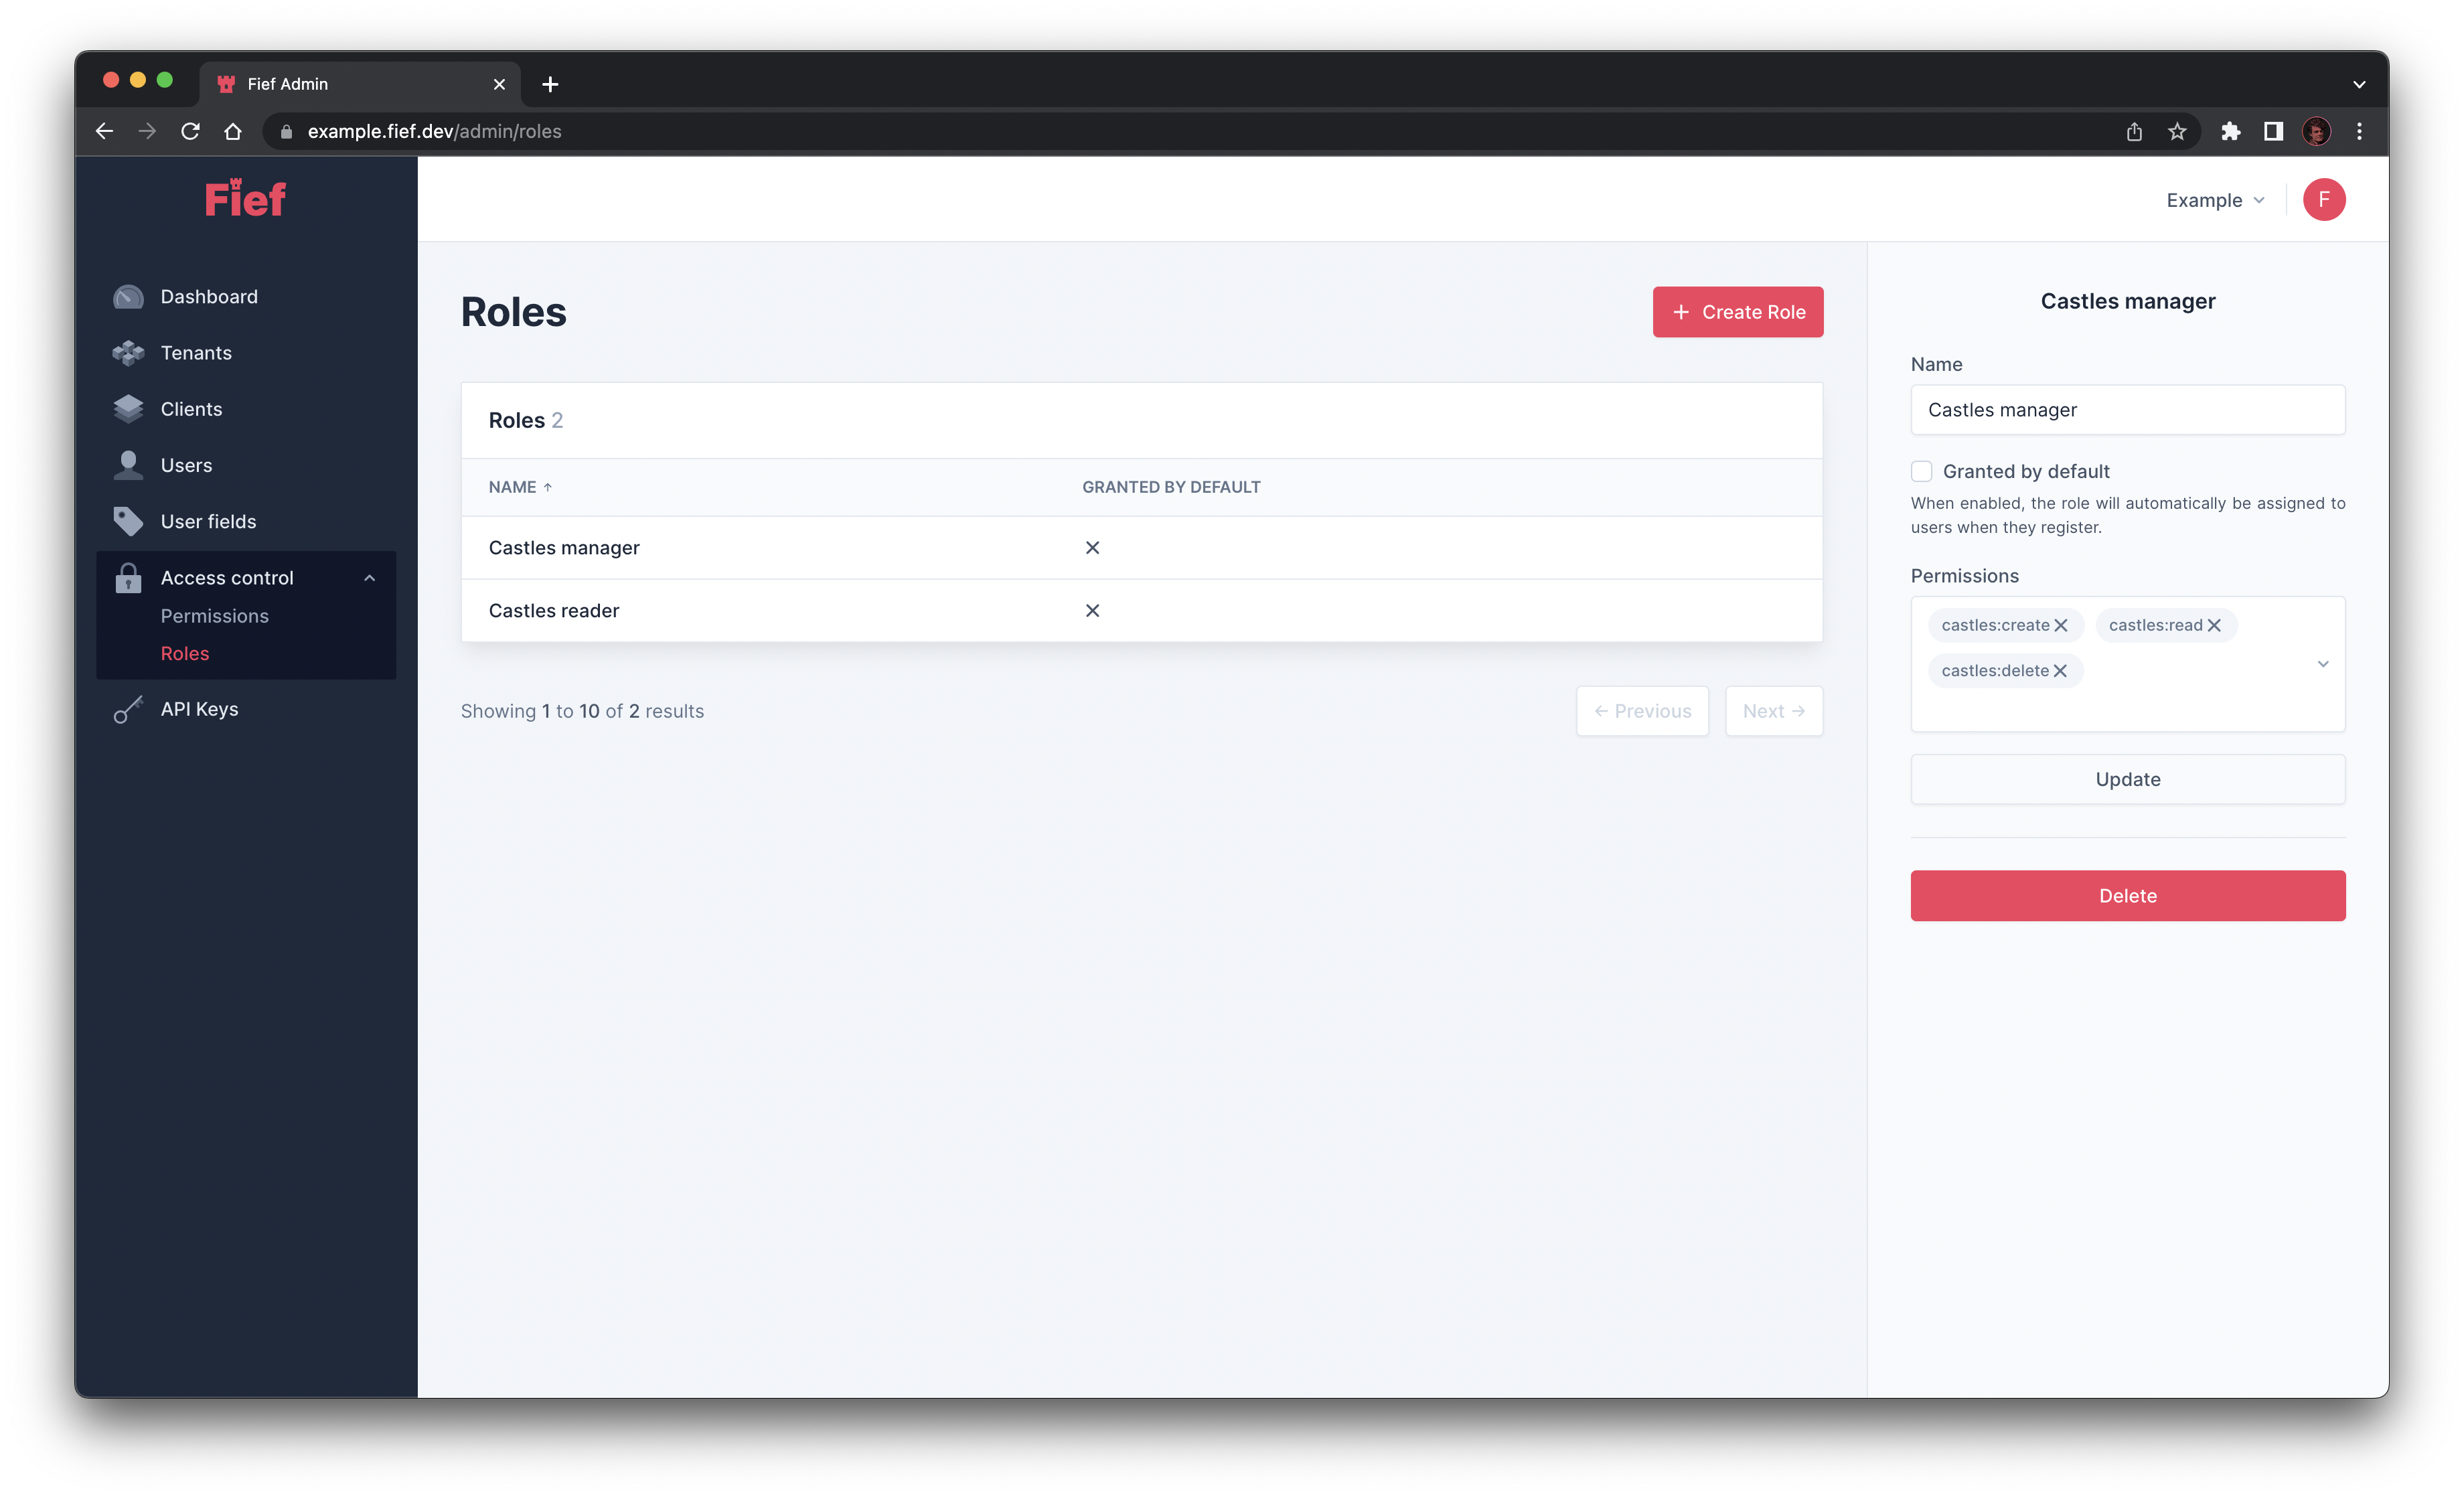 Fief Admin
example.fief.dev/admin/roles
Fief
Example
F
Dashboard
Tenants
Clients
Users
User fields
Access control
Permissions
Roles
API Keys
Roles
Create Role
Roles 2
NAME ↑
GRANTED BY DEFAULT
Castles manager
Castles reader
Showing 1 to 10 of 2 results
← Previous
Next →
Castles manager
Name
Castles manager
Granted by default
When enabled, the role will automatically be assigned to
users when they register.
Permissions
castles:create
castles:read
castles:delete
Update
Delete